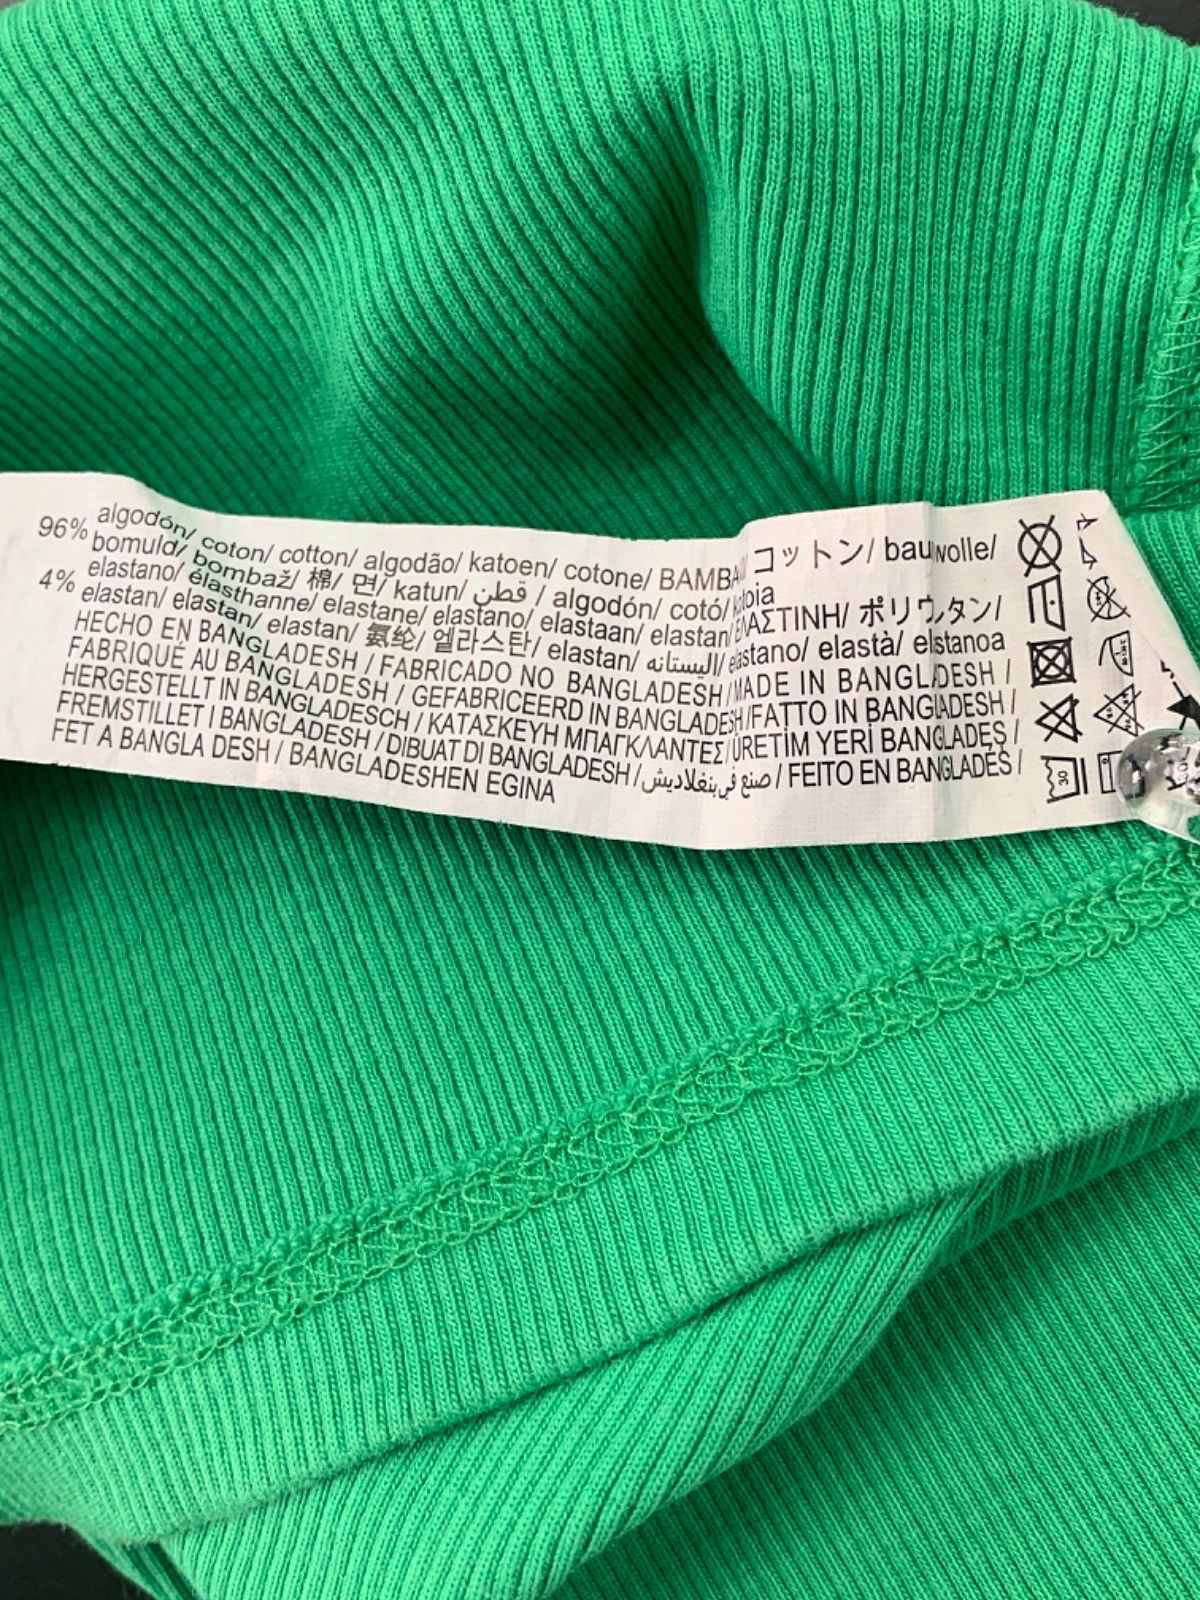 96% algodón/ coton/ cotton/ algodão/ katoen/ cotone/ コットン/ baumwolle/
bomuld/ bombaž/ 棉/ 면/ katun/ قطن / algodón/ cotó/
4% elastano/ élasthanne/ elastane/ elastano/ elastaan/ elastan/ ポリウレタン/
elastan/ elastan/ elastan/ 氨纶/ 엘라스탄/ elastan/ اليستانه/ elastano/ elastà/ elastanoa
HECHO EN BANGLADESH / FABRICADO NO BANGLADESH / MADE IN BANGLADESH /
FABRIQUÉ AU BANGLADESH / GEFABRICEERD IN BANGLADESH /FATTO IN BANGLADESH /
HERGESTELLT IN BANGLADESCH / ΚΑΤΑΣΚΕΥΗ ΜΠΑΓΚΛΑΝΤΕΣ/ ÜRETİM YERİ BANGLADEŞ /
FREMSTILLET I BANGLADESH / DIBUAT DI BANGLADESH / صنع في بنغلاديش / FEITO EN BANGLADÉS /
FET A BANGLA DESH / BANGLADESHEN EGINA
30